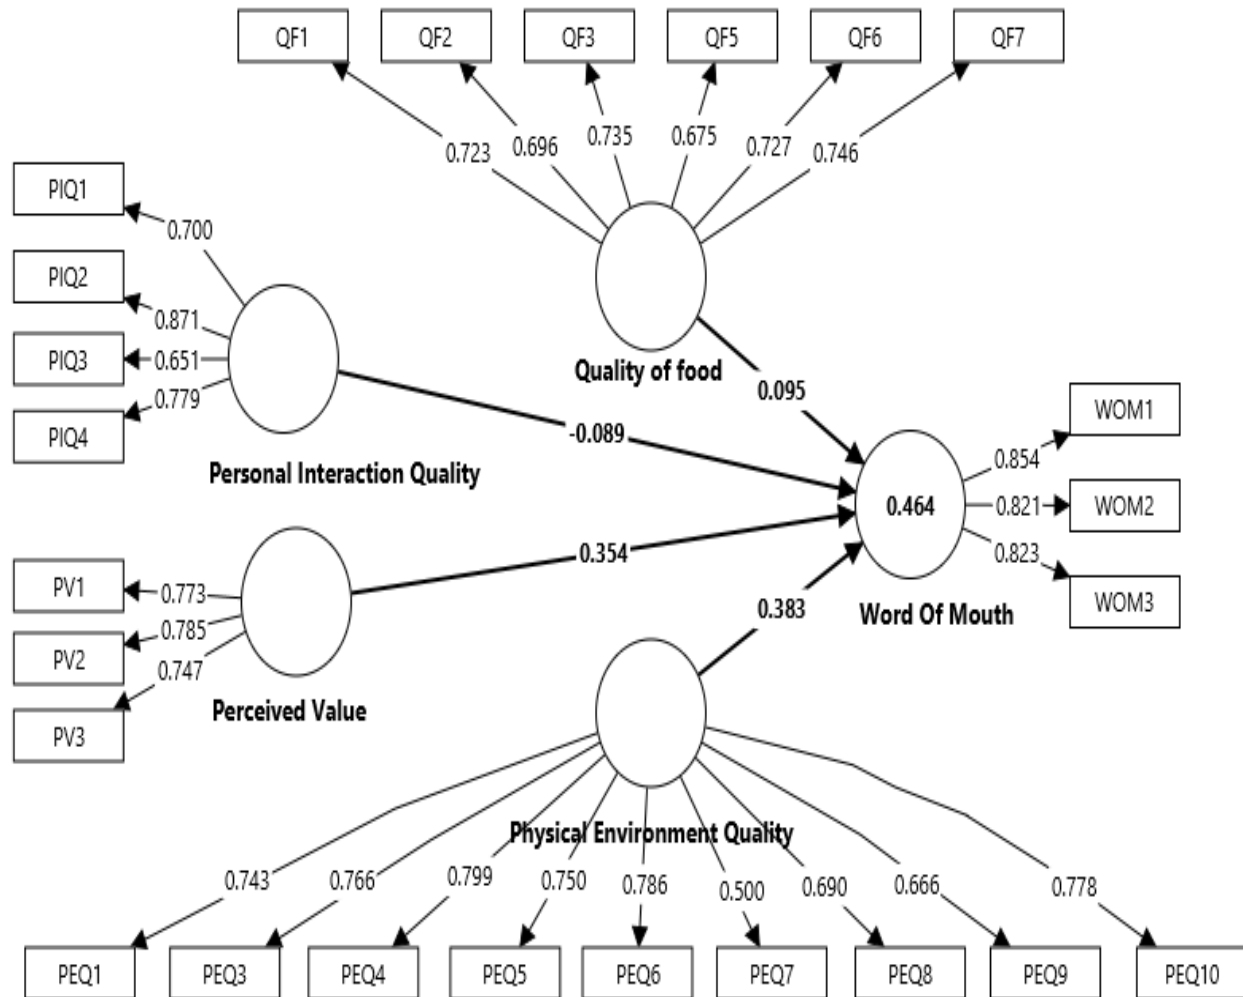 QF1 QF2 QF3 QF5 QF6 QF7
0.723 0.696 0.735 0.675 0.727 0.746
PIQ1
0.700
PIQ2
0.871
PIQ3
0.651
PIQ4
0.779
Personal Interaction Quality
Quality of food
0.095
-0.089
0.354
0.383
0.464
Word Of Mouth
WOM1
0.854
WOM2
0.821
WOM3
0.823
PV1
0.773
PV2
0.785
PV3
0.747
Perceived Value
Physical Environment Quality
0.743 0.766 0.799 0.750 0.786 0.500 0.690 0.666 0.778
PEQ1 PEQ3 PEQ4 PEQ5 PEQ6 PEQ7 PEQ8 PEQ9 PEQ10